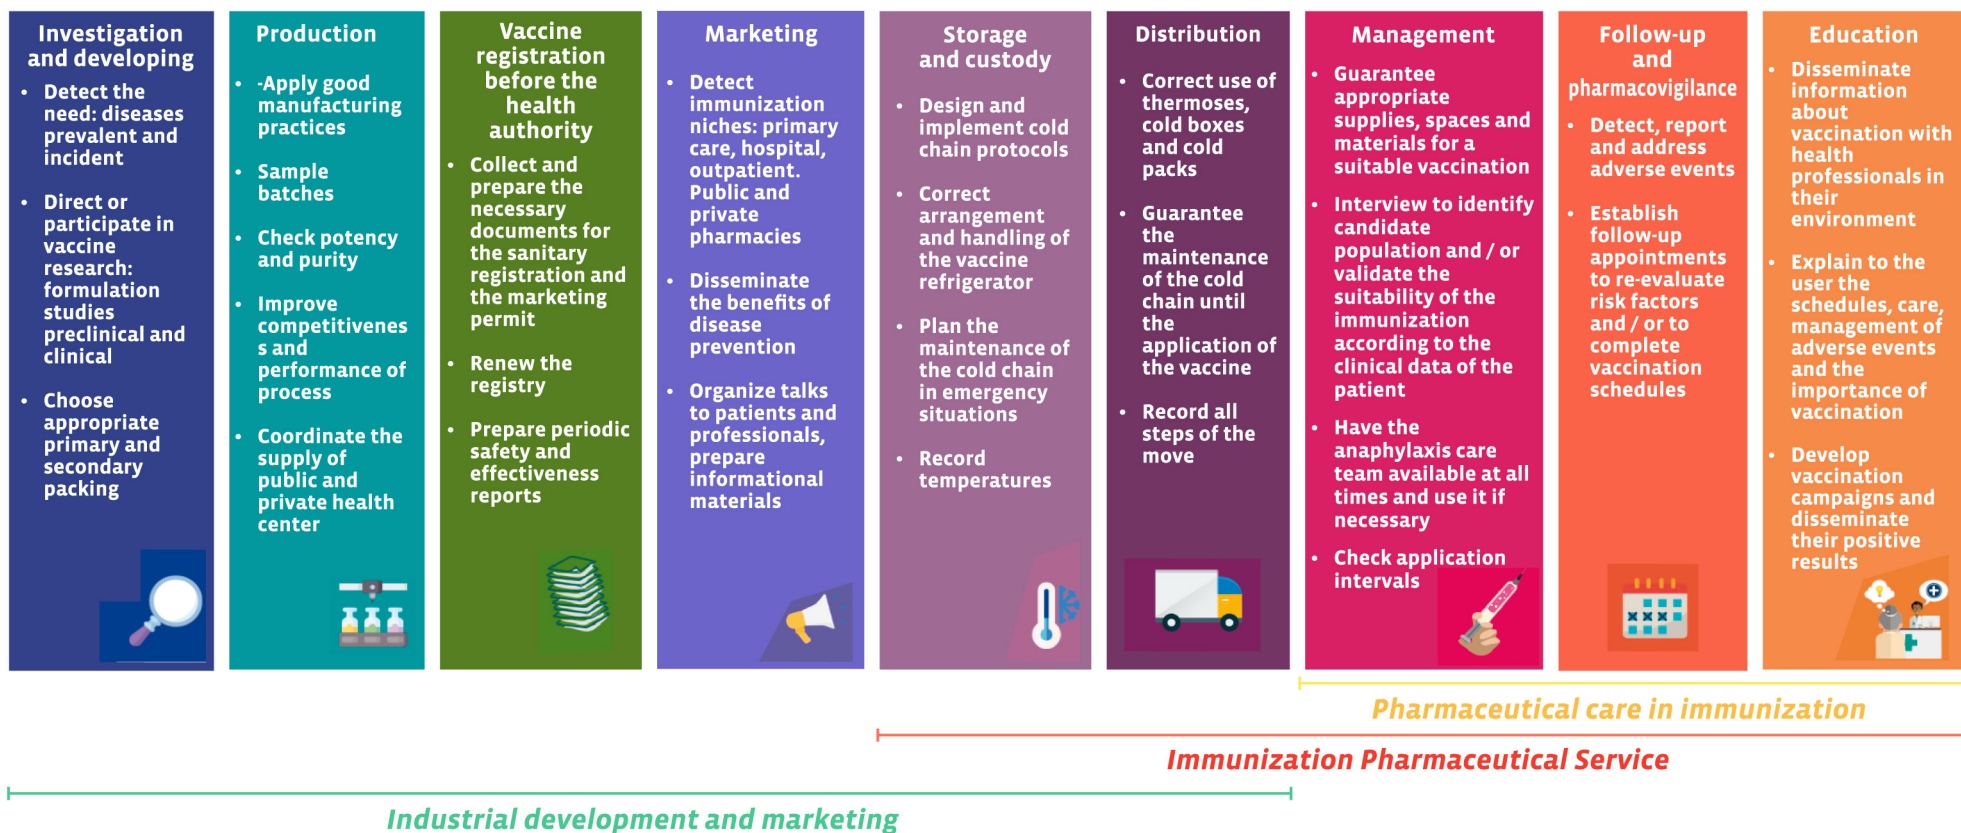 Investigation
and developing
• Detect the
need: diseases
prevalent and
incident
• Direct or
participate in
vaccine
research:
formulation
studies
preclinical and
clinical
• Choose
appropriate
primary and
secondary
packing
Production
• -Apply good
manufacturing
practices
• Sample
batches
• Check potency
and purity
• Improve
competitivenes
s and
performance of
process
• Coordinate the
supply of
public and
private health
center
Vaccine
registration
before the
health
authority
• Collect and
prepare the
necessary
documents for
the sanitary
registration and
the marketing
permit
• Renew the
registry
• Prepare periodic
safety and
effectiveness
reports
Marketing
• Detect
immunization
niches: primary
care, hospital,
outpatient.
Public and
private
pharmacies
• Disseminate
the benefits of
disease
prevention
• Organize talks
to patients and
professionals,
prepare
informational
materials
Storage
and custody
• Design and
implement cold
chain protocols
• Correct
arrangement
and handling of
the vaccine
refrigerator
• Plan the
maintenance of
the cold chain
in emergency
situations
• Record
temperatures
Distribution
• Correct use of
thermoses,
cold boxes
and cold
packs
• Guarantee
the
maintenance
of the cold
chain until
the
application of
the vaccine
• Record all
steps of the
move
Management
• Guarantee
appropriate
supplies, spaces and
materials for a
suitable vaccination
• Interview to identify
candidate
population and / or
validate the
suitability of the
immunization
according to the
clinical data of the
patient
• Have the
anaphylaxis care
team available at all
times and use it if
necessary
• Check application
intervals
Follow-up
and
pharmacovigilance
• Detect, report
and address
adverse events
• Establish
follow-up
appointments
to re-evaluate
risk factors
and / or to
complete
vaccination
schedules
Education
• Disseminate
information
about
vaccination with
health
professionals in
their
environment
• Explain to the
user the
schedules, care,
management of
adverse events
and the
importance of
vaccination
• Develop
vaccination
campaigns and
disseminate
their positive
results
Pharmaceutical care in immunization
Immunization Pharmaceutical Service
Industrial development and marketing